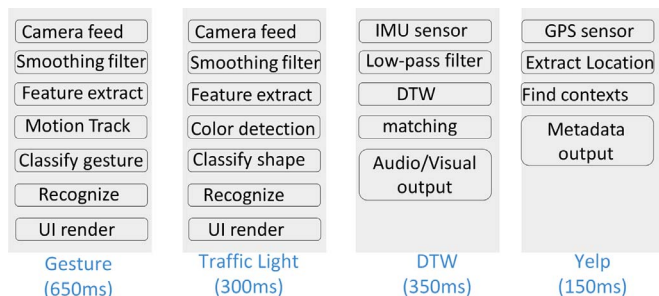 Camera feed
Smoothing filter
Feature extract
Motion Track
Classify gesture
Recognize
UI render
Gesture
(650ms)
Camera feed
Smoothing filter
Feature extract
Color detection
Classify shape
Recognize
UI render
Traffic Light
(300ms)
IMU sensor
Low-pass filter
DTW
matching
Audio/Visual
output
DTW
(350ms)
GPS sensor
Extract Location
Find contexts
Metadata
output
Yelp
(150ms)